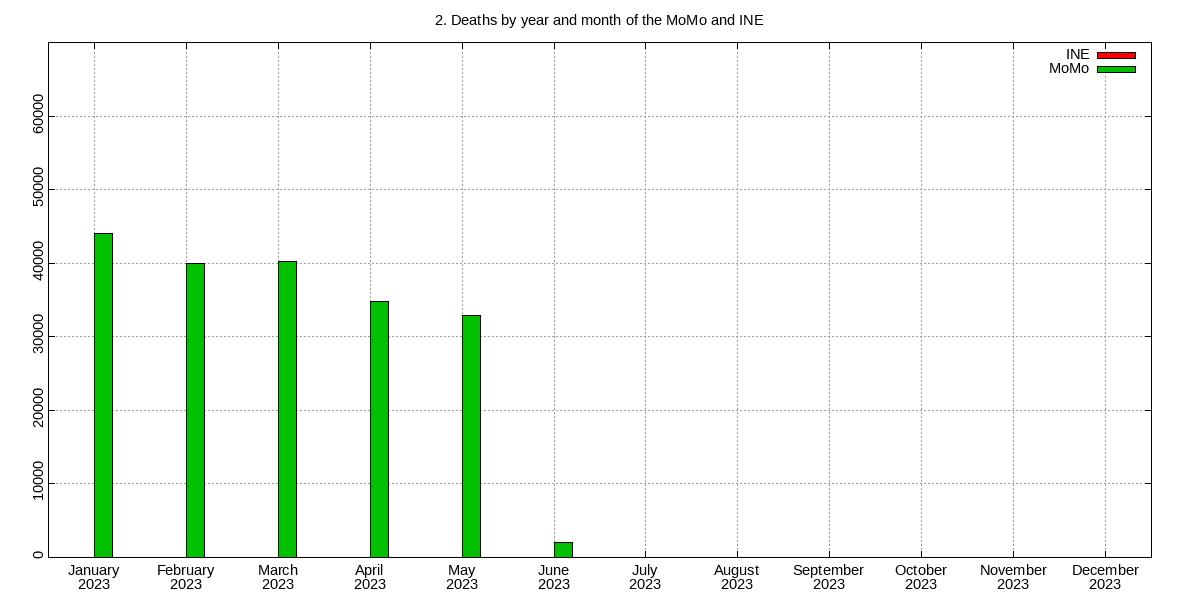 2. Deaths by year and month of the MoMo and INE
INE
MoMo
60000
50000
40000
30000
20000
10000
0
January February March April May June July August September October November December
2023 2023 2023 2023 2023 2023 2023 2023 2023 2023 2023 2023